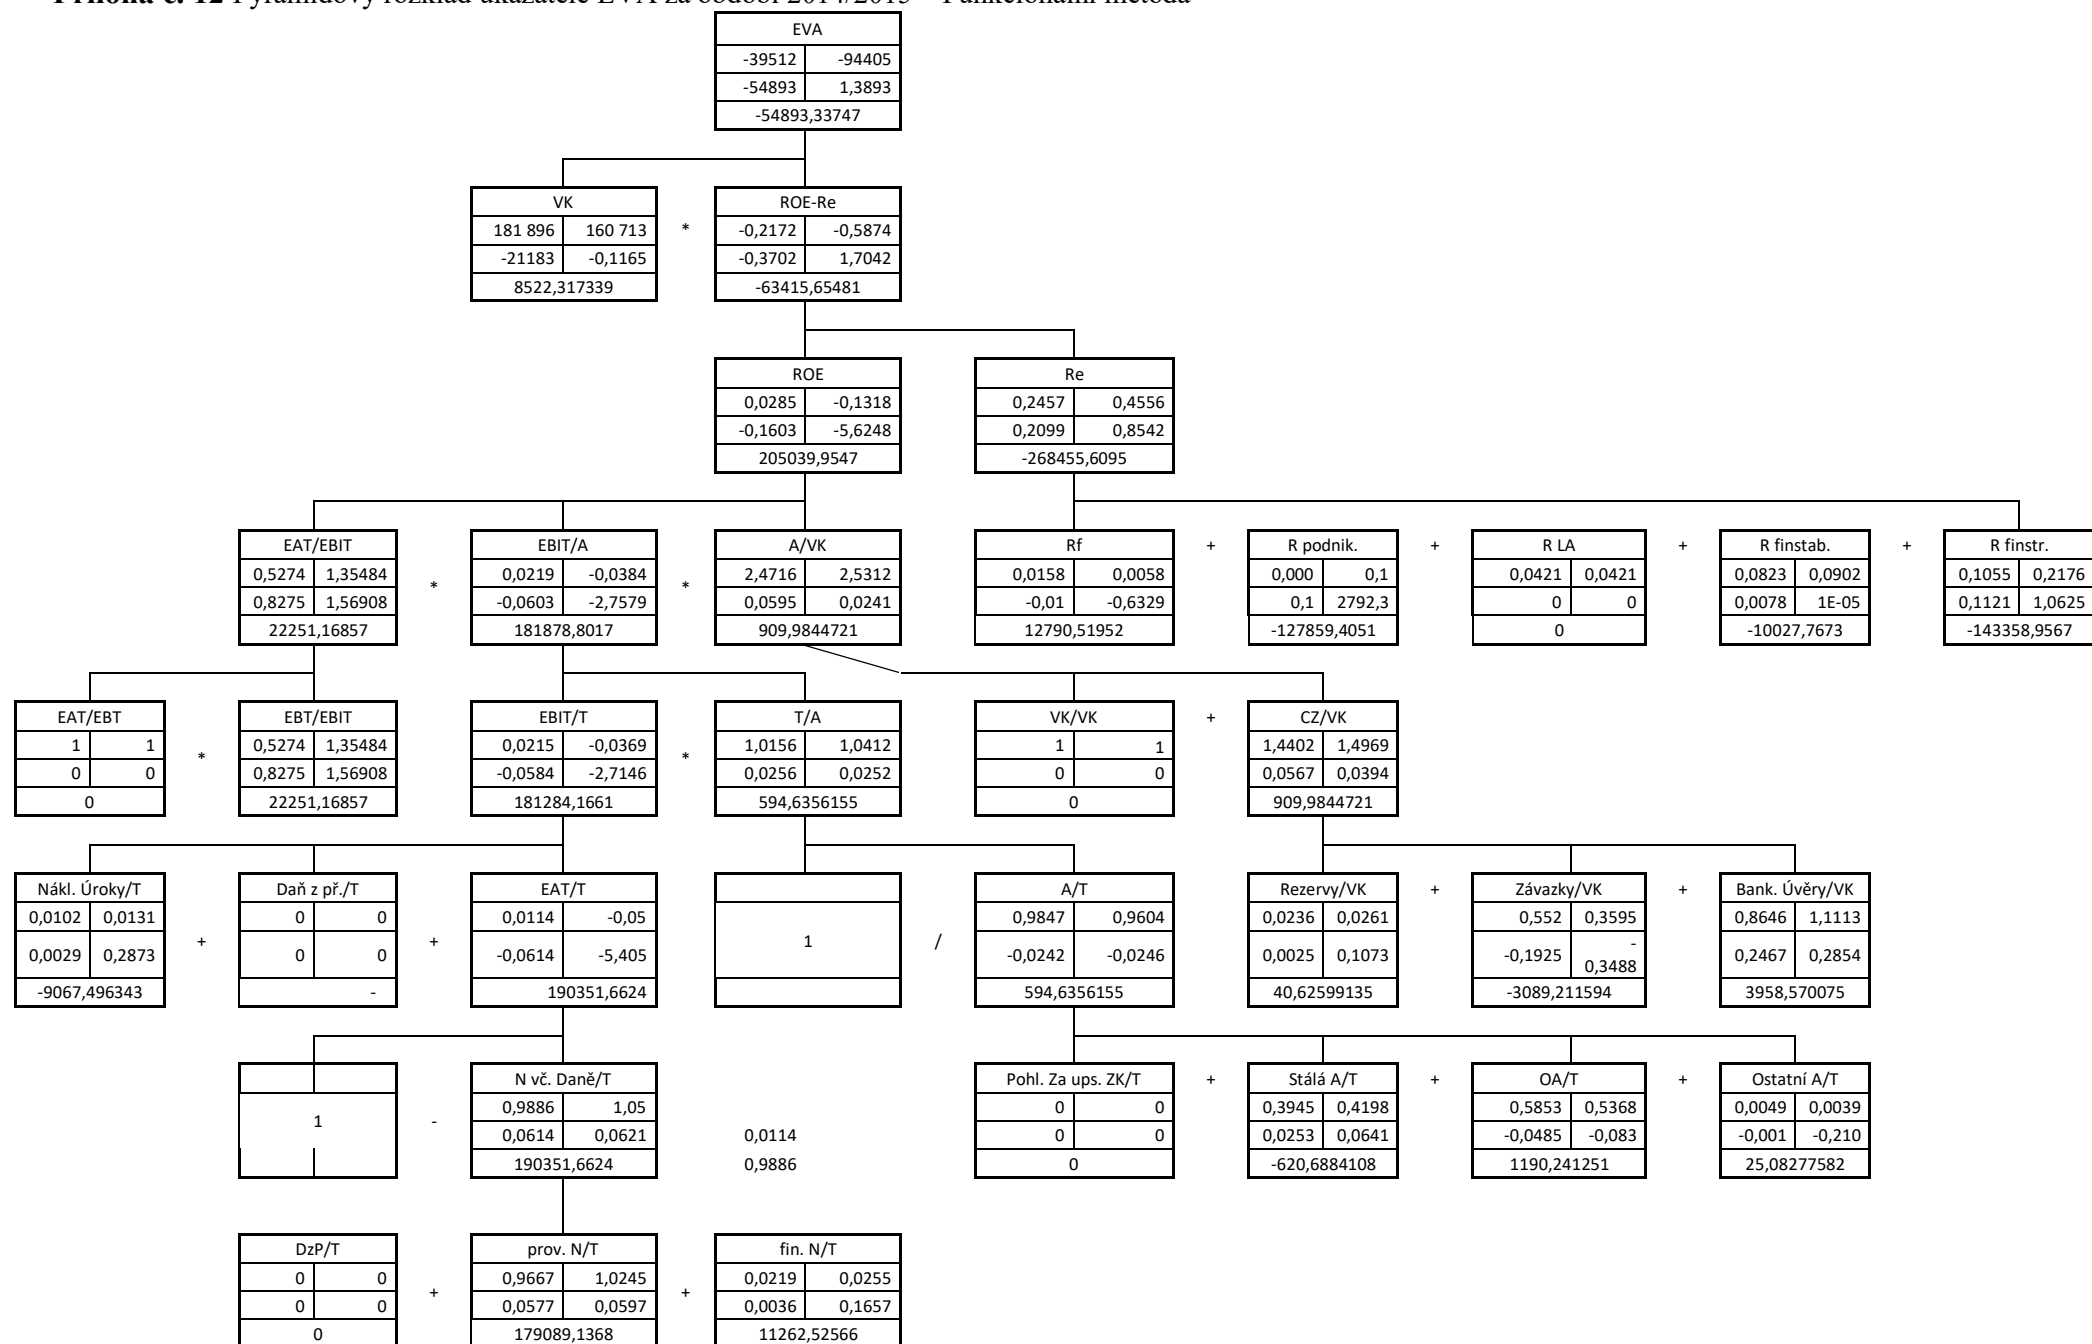 Příloha č. 12 Pyramidový rozklad ukazatele EVA za období 2014/2015 – Funkcionální metoda
EVA
-39512 -94405
-54893 1,3893
-54893,33747
VK ROE-Re
181 896 160 713 * -0,2172 -0,5874
-21183 -0,1165 -0,3702 1,7042
8522,317339 -63415,65481
ROE Re
0,0285 -0,1318 0,2457 0,4556
-0,1603 -5,6248 0,2099 0,8542
205039,9547 -268455,6095
EAT/EBIT EBIT/A A/VK Rf + R podnik. + R LA + R finstab. + R finstr.
0,5274 1,35484 * 0,0219 -0,0384 * 2,4716 2,5312 0,0158 0,0058 0,000 0,1 0,0421 0,0421 0,0823 0,0902 0,1055 0,2176
0,8275 1,56908 -0,0603 -2,7579 0,0595 0,0241 -0,01 -0,6329 0,1 2792,3 0 0 0,0078 1E-05 0,1121 1,0625
22251,16857 181878,8017 909,9844721 12790,51952 -127859,4051 0 -10027,7673 -143358,9567
EAT/EBT EBT/EBIT EBIT/T T/A VK/VK + CZ/VK
1 1 * 0,5274 1,35484 0,0215 -0,0369 * 1,0156 1,0412 1 1 1,4402 1,4969
0 0 0,8275 1,56908 -0,0584 -2,7146 0,0256 0,0252 0 0 0,0567 0,0394
0 22251,16857 181284,1661 594,6356155 0 909,9844721
Nákl. Úroky/T Daň z př./T EAT/T A/T Rezervy/VK + Závazky/VK + Bank. Úvěry/VK
0,0102 0,0131 0 0 0,0114 -0,05 0,9847 0,9604 0,0236 0,0261 0,552 0,3595 0,8646 1,1113
0,0029 0,2873 + 0 0 + -0,0614 -5,405 1 / -0,0242 -0,0246 0,0025 0,1073 -0,1925 -
0,3488 0,2467 0,2854
-9067,496343 - 190351,6624 594,6356155 40,62599135 -3089,211594 3958,570075
N vč. Daně/T Pohl. Za ups. ZK/T + Stálá A/T + OA/T + Ostatní A/T
1 - 0,9886 1,05 0 0 0,3945 0,4198 0,5853 0,5368 0,0049 0,0039
0,0614 0,0621 0,0114 0 0 0,0253 0,0641 -0,0485 -0,083 -0,001 -0,210
190351,6624 0,9886 0 -620,6884108 1190,241251 25,08277582
DzP/T prov. N/T fin. N/T
0 0 + 0,9667 1,0245 + 0,0219 0,0255
0 0 0,0577 0,0597 0,0036 0,1657
0 179089,1368 11262,52566